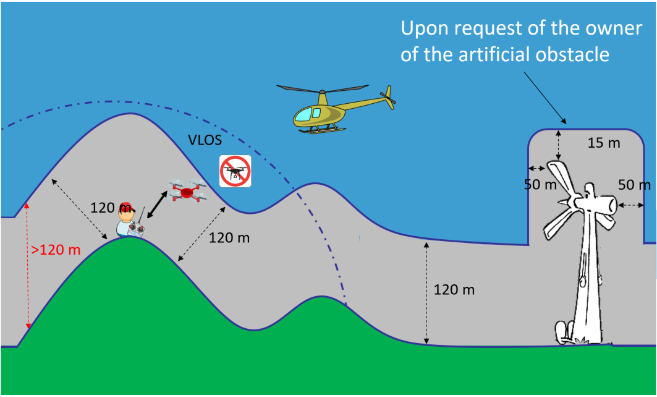 Upon request of the owner
of the artificial obstacle
VLOS
15 m
50 m
50 m
120 m
120 m
>120 m
120 m